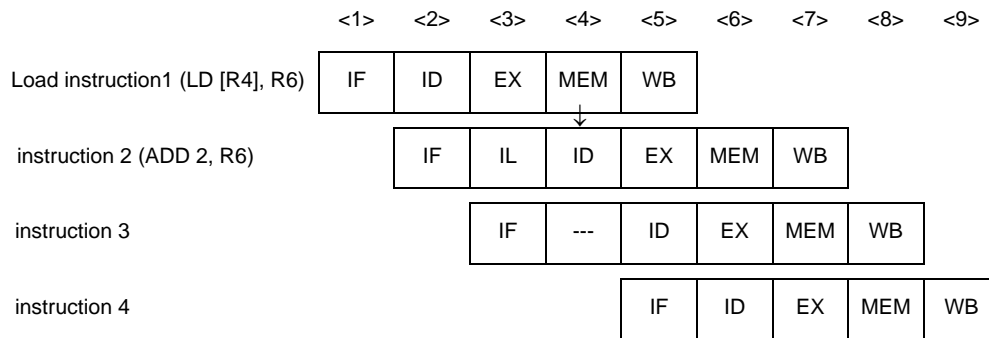 <1> <2> <3> <4> <5> <6> <7> <8> <9>
Load instruction1 (LD [R4], R6) IF ID EX MEM WB
↓
instruction 2 (ADD 2, R6) IF IL ID EX MEM WB
instruction 3 IF --- ID EX MEM WB
instruction 4 IF ID EX MEM WB